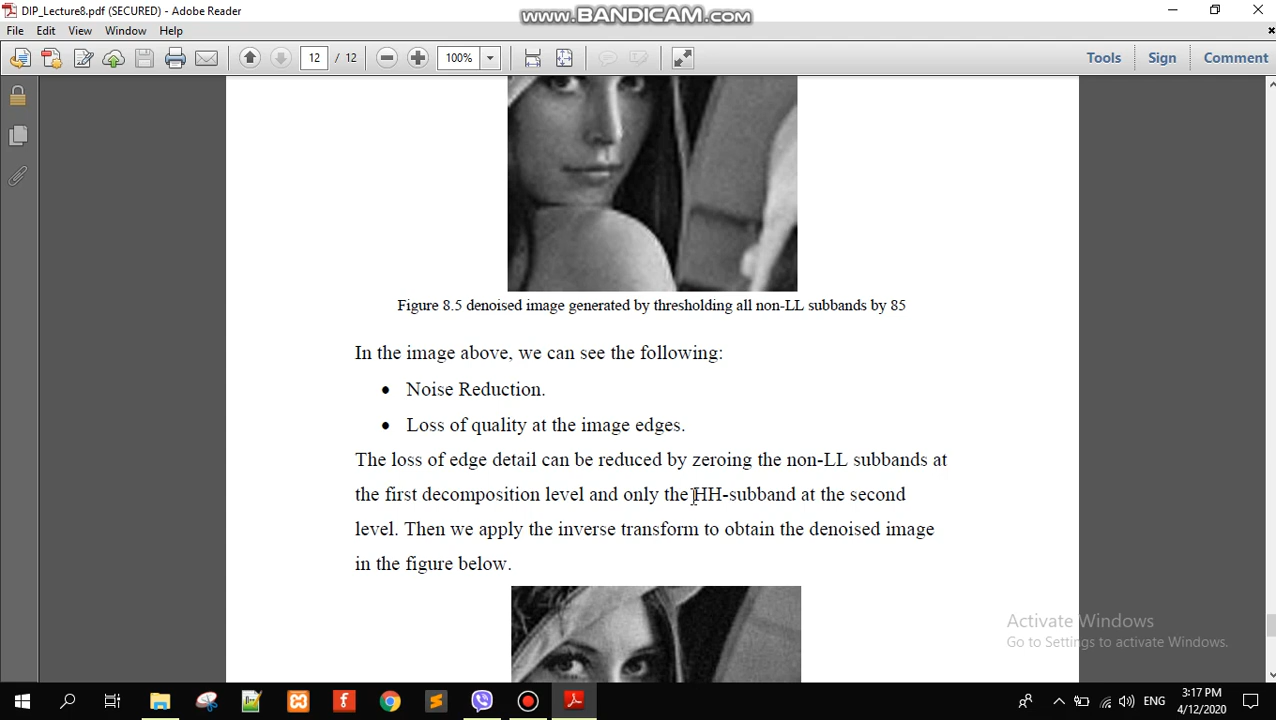 DIP_Lecture8.pdf (SECURED) - Adobe Reader
www.BANDICAM.com
File Edit View Window Help
12 / 12 100% Tools Sign Comment
Figure 8.5 denoised image generated by thresholding all non-LL subbands by 85
In the image above, we can see the following:
• Noise Reduction.
• Loss of quality at the image edges.
The loss of edge detail can be reduced by zeroing the non-LL subbands at
the first decomposition level and only the HH-subband at the second
level. Then we apply the inverse transform to obtain the denoised image
in the figure below.
Activate Windows
Go to Settings to activate Windows.
ENG
3:17 PM
4/12/2020